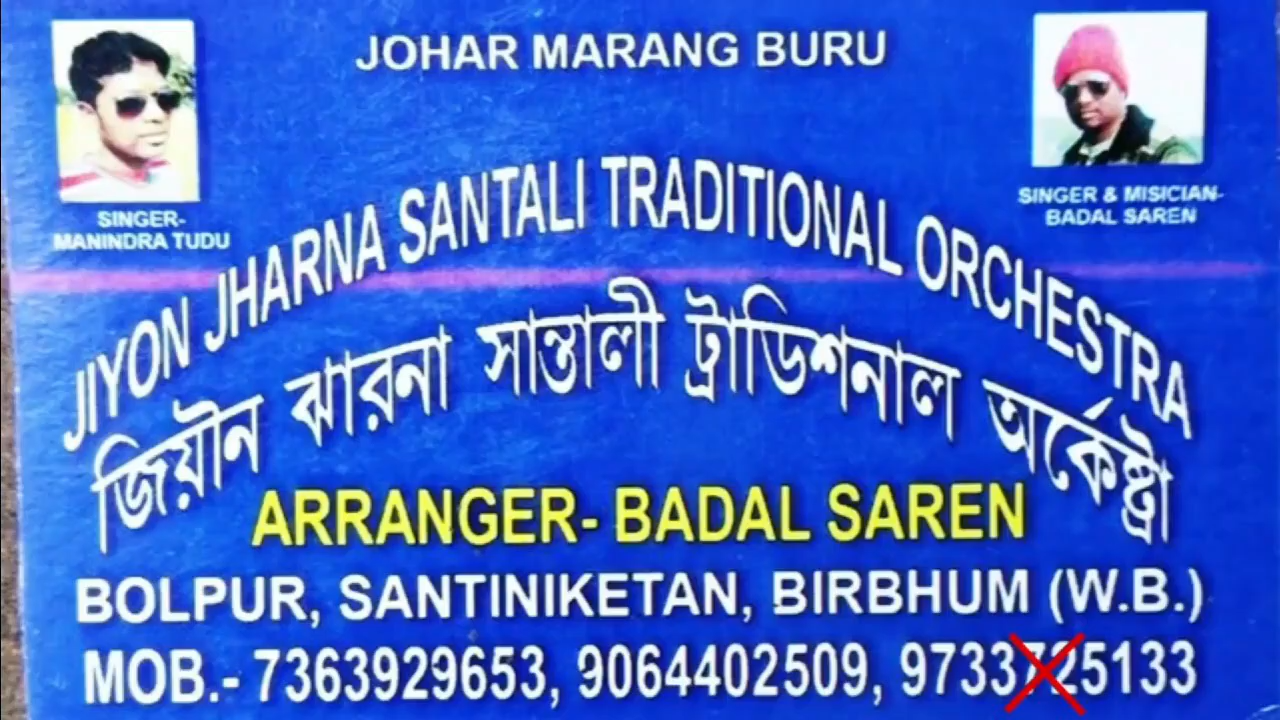 JOHAR MARANG BURU
SINGER-
MANINDRA TUDU
SINGER & MISICIAN-
BADAL SAREN
JIYON JHARNA SANTALI TRADITIONAL ORCHESTRA
জিয়ৗন ঝারনা সান্তালী ট্রাডিশনাল অর্কেষ্ট্রা
ARRANGER- BADAL SAREN
BOLPUR, SANTINIKETAN, BIRBHUM (W.B.)
MOB.- 7363929653, 9064402509, 9733725133